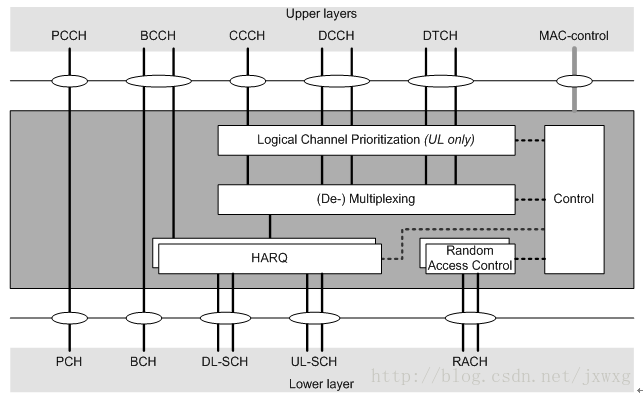 Upper layers
PCCH BCCH CCCH DCCH DTCH MAC-control
Logical Channel Prioritization (UL only)
(De-) Multiplexing
Control
HARQ
Random
Access Control
PCH BCH DL-SCH UL-SCH RACH
Lower layer
http://blog.csdn.net/jxwxg